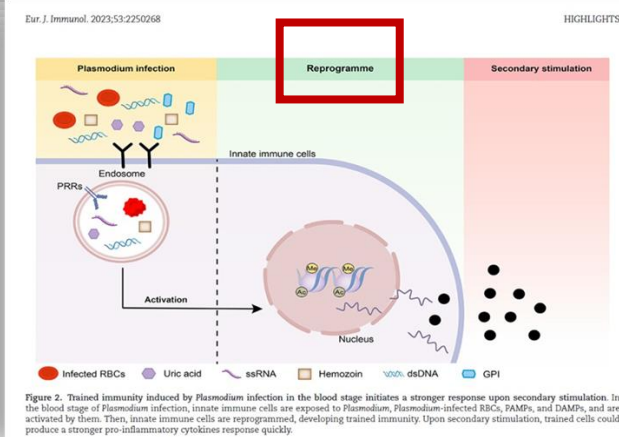 Eur. J. Immunol. 2023;53:2250268
HIGHLIGHTS
Plasmodium infection
Reprogramme
Secondary stimulation
Innate immune cells
Endosome
PRRs
Me
Me
Ac
Ac
Activation
Nucleus
Infected RBCs
Uric acid
ssRNA
Hemozoin
dsDNA
GPI
Figure 2. Trained immunity induced by Plasmodium infection in the blood stage initiates a stronger response upon secondary stimulation. In
the blood stage of Plasmodium infection, innate immune cells are exposed to Plasmodium, Plasmodium-infected RBCs, PAMPs, and DAMPs, and are
activated by them. Then, innate immune cells are reprogrammed, developing trained immunity. Upon secondary stimulation, trained cells could
produce a stronger pro-inflammatory cytokines response quickly.